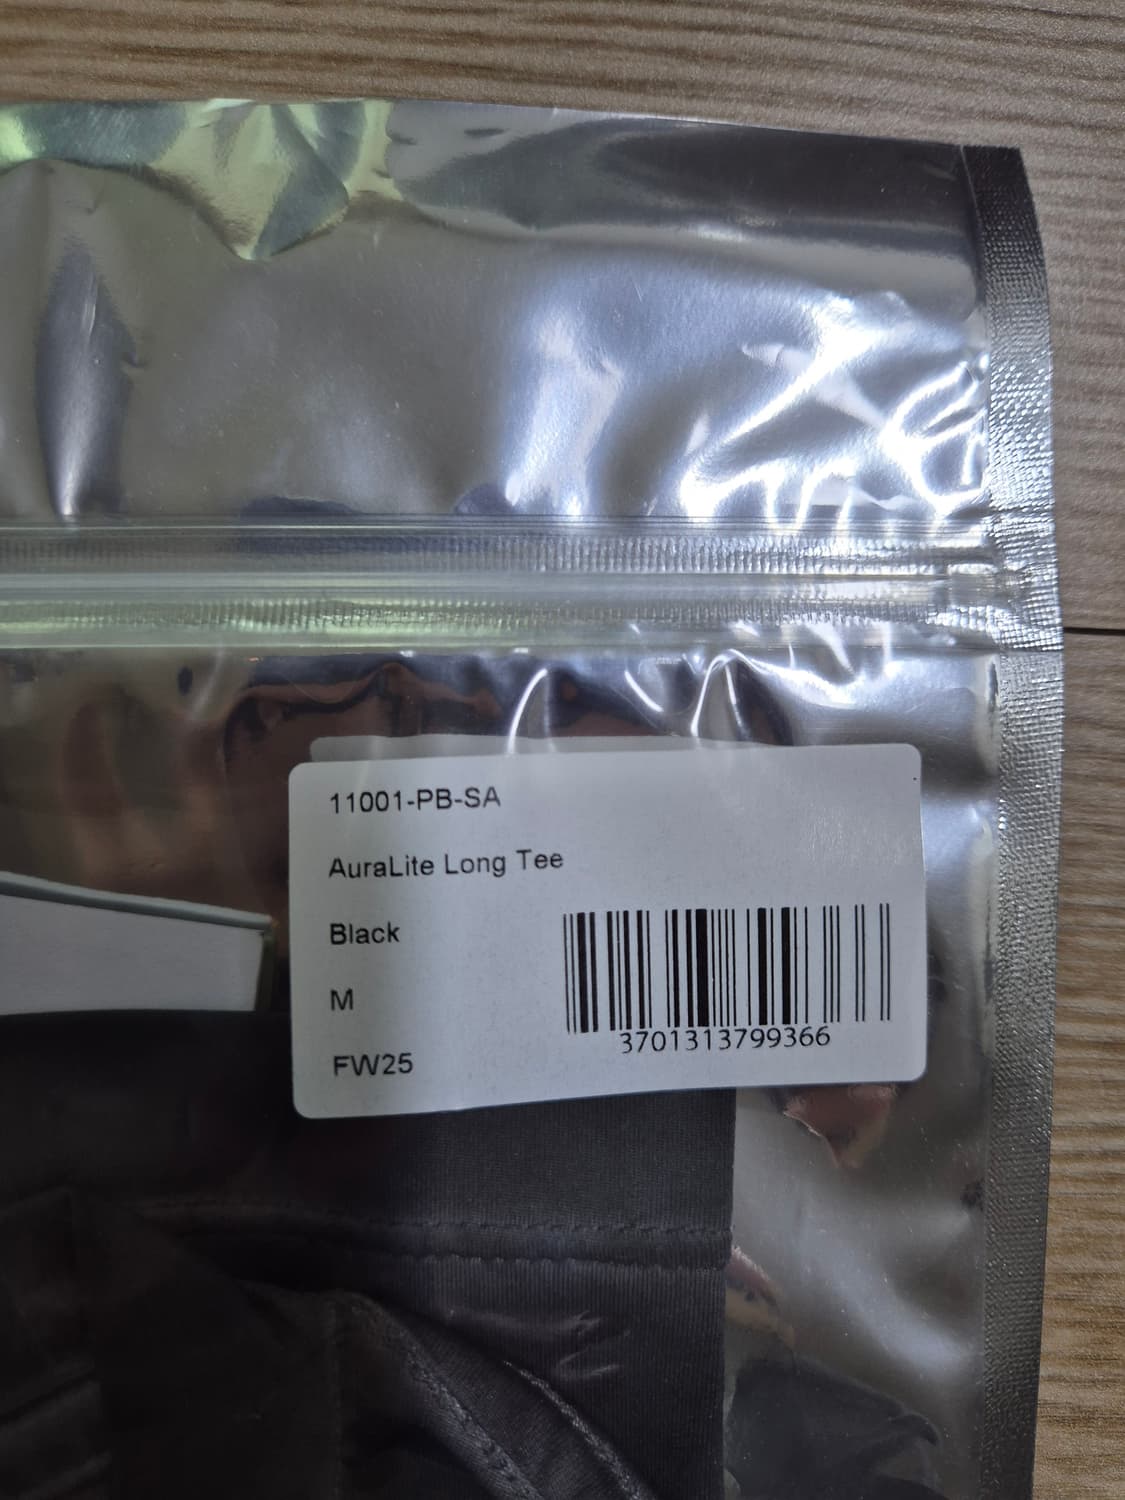 11001-PB-SA
AuraLite Long Tee
Black
M
FW25
3701313799366